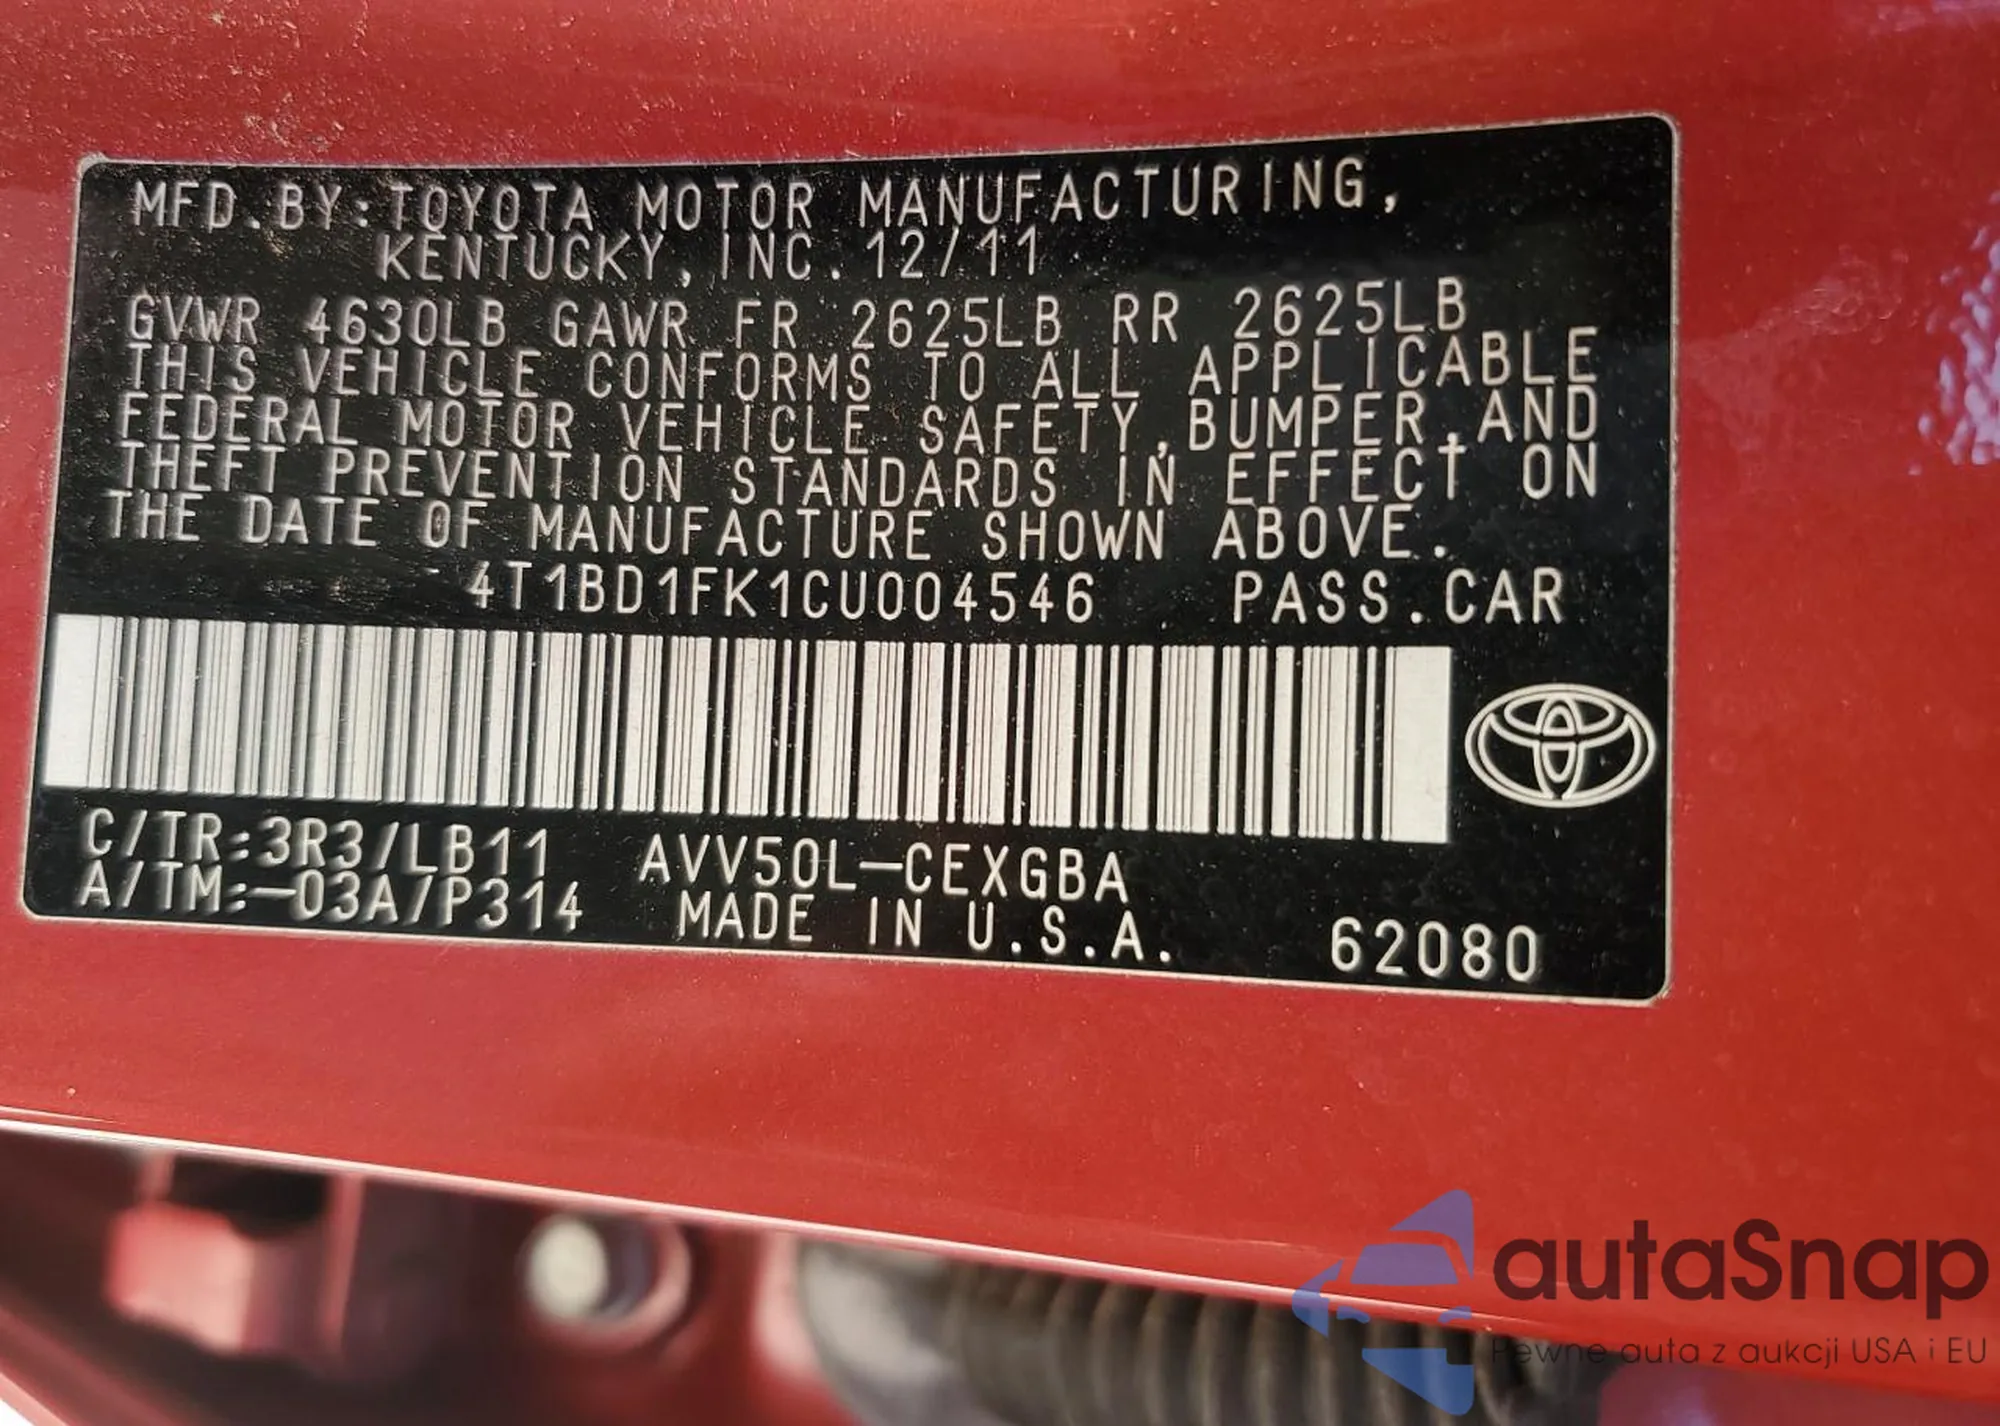 MFD.BY:TOYOTA MOTOR MANUFACTURING,
KENTUCKY, INC. 12/11
GVWR 4630LB GAWR FR 2625LB RR 2625LB
THIS VEHICLE CONFORMS TO ALL APPLICABLE
FEDERAL MOTOR VEHICLE SAFETY,BUMPER,AND
THEFT PREVENTION STANDARDS IN EFFECT ON
THE DATE OF MANUFACTURE SHOWN ABOVE.
4T1BD1FK1CU004546 PASS.CAR
C/TR:3R3/LB11 AVV50L-CEXGBA
A/TM:-03A/P314 MADE IN U.S.A. 62080
autaSnap
Pewne auta z aukcji USA i EU